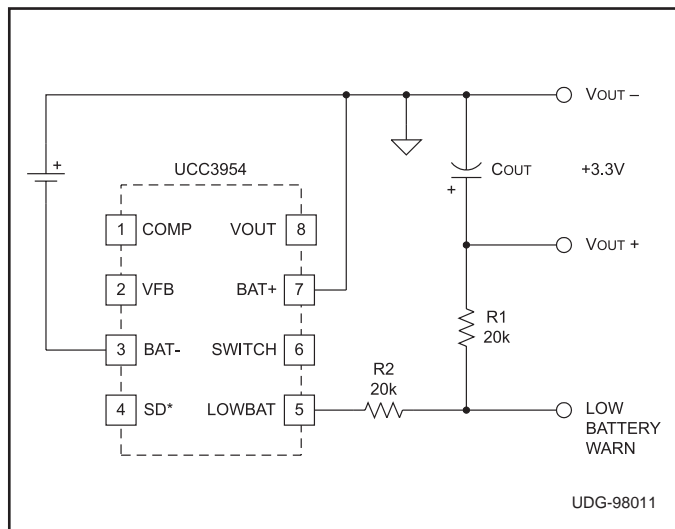 VOUT –
+
UCC3954
COUT
+3.3V
+
1 COMP VOUT 8
VOUT +
2 VFB BAT+ 7
R1
20k
3 BAT- SWITCH 6
R2
20k
4 SD* LOWBAT 5
LOW
BATTERY
WARN
UDG-98011